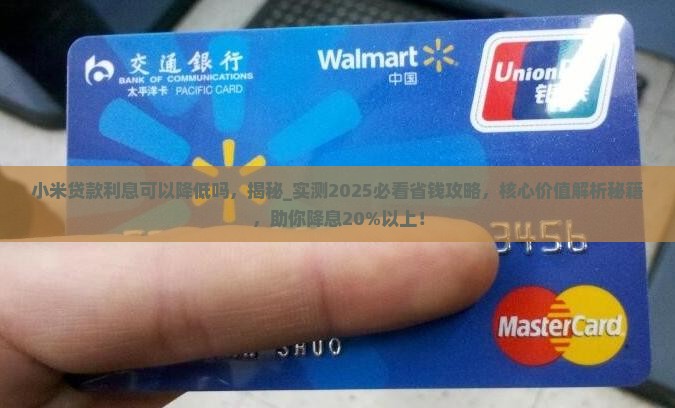 交通銀行
BANK OF COMMUNICATIONS
太平洋卡 PACIFIC CARD
Walmart
中国
Union
银
小米贷款利息可以降低吗，揭秘_实测2025必看省钱攻略，核心价值解析秘籍
，助你降息20%以上！
3456
SHUO
MasterCard